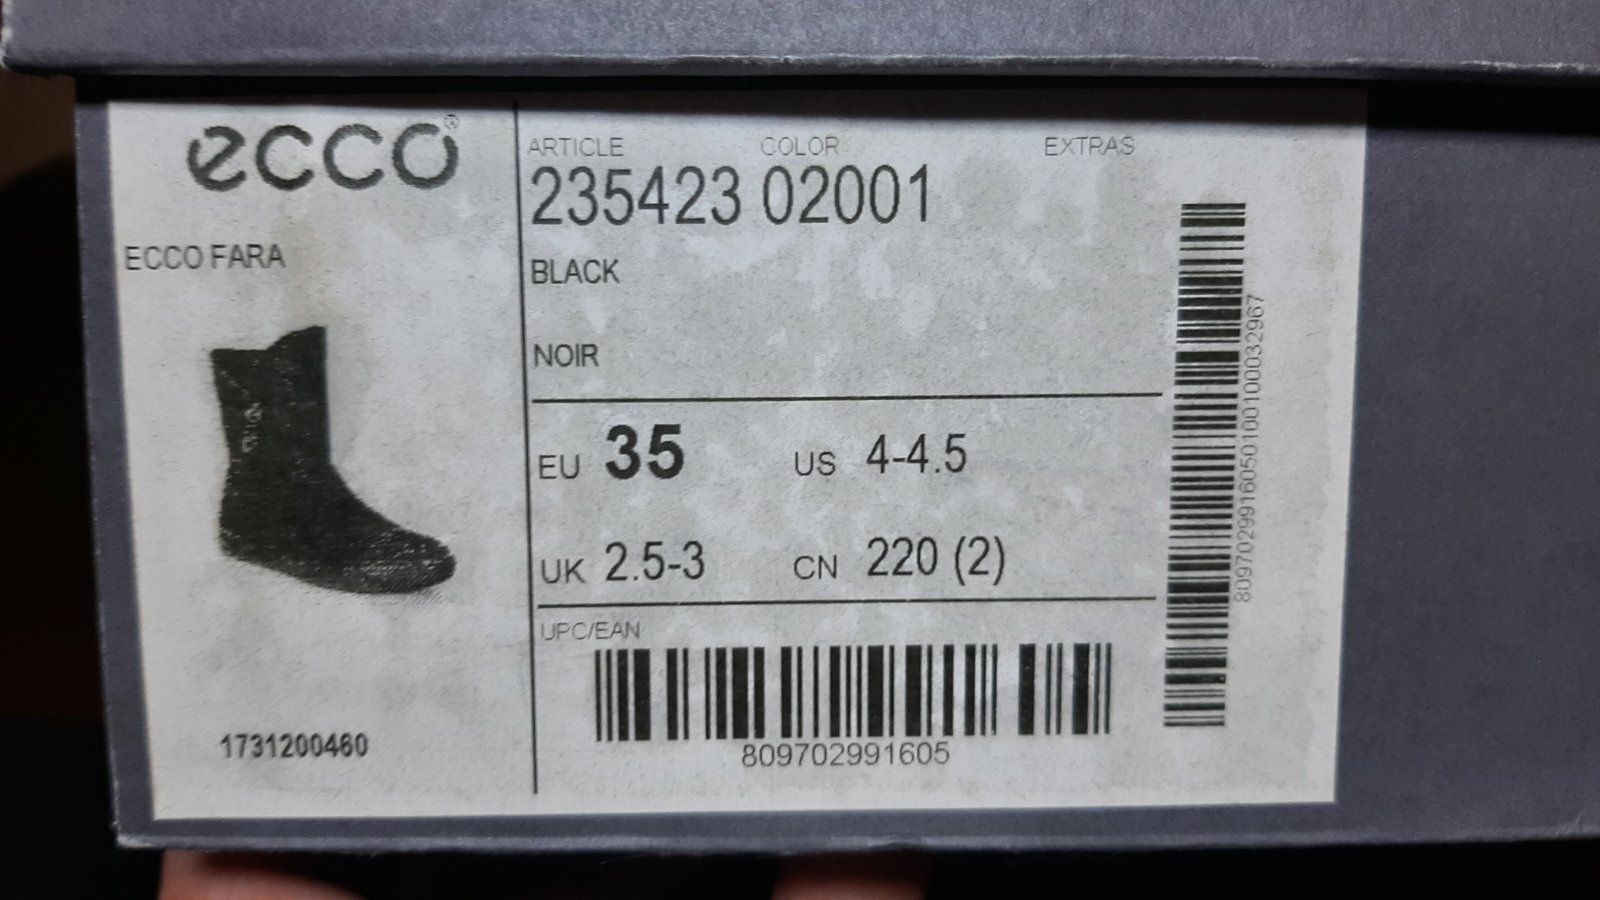 ecco®
ECCO FARA
1731200460
ARTICLE COLOR EXTRAS
235423 02001
BLACK
NOIR
EU 35 US 4-4.5
UK 2.5-3 CN 220 (2)
UPC/EAN
809702991605
80970299160501001000032967